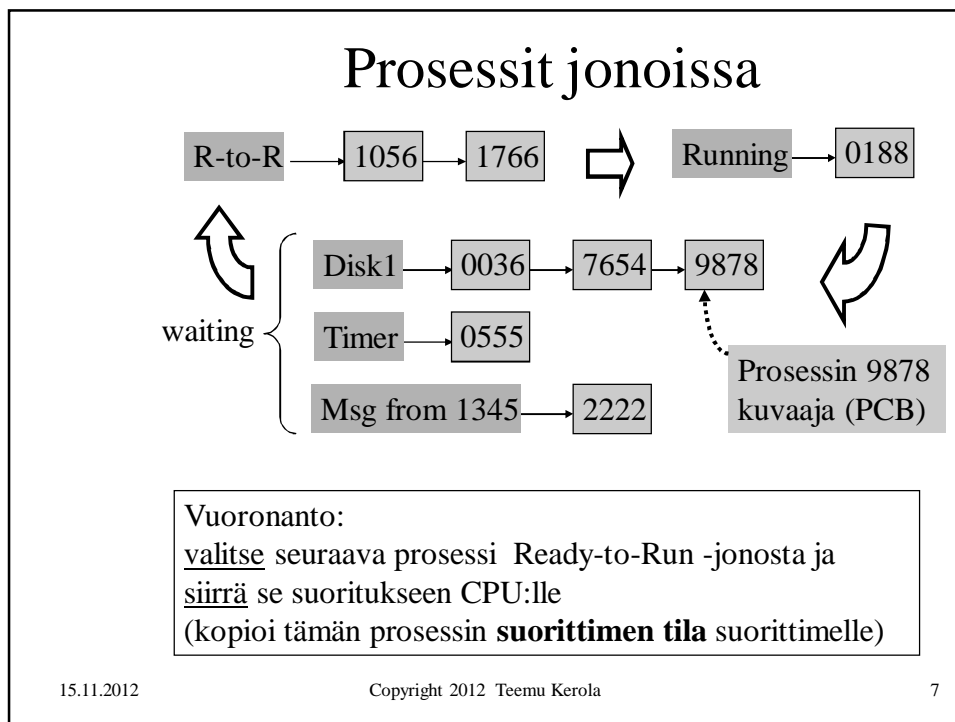 Prosessit jonoissa
R-to-R 1056 1766 Running 0188
Disk1 0036 7654 9878
waiting
Timer 0555
Prosessin 9878
kuvaaja (PCB)
Msg from 1345 2222
Vuoronanto:
valitse seuraava prosessi Ready-to-Run -jonosta ja
siirrä se suoritukseen CPU:lle
(kopioi tämän prosessin suorittimen tila suorittimelle)
15.11.2012 Copyright 2012 Teemu Kerola 7